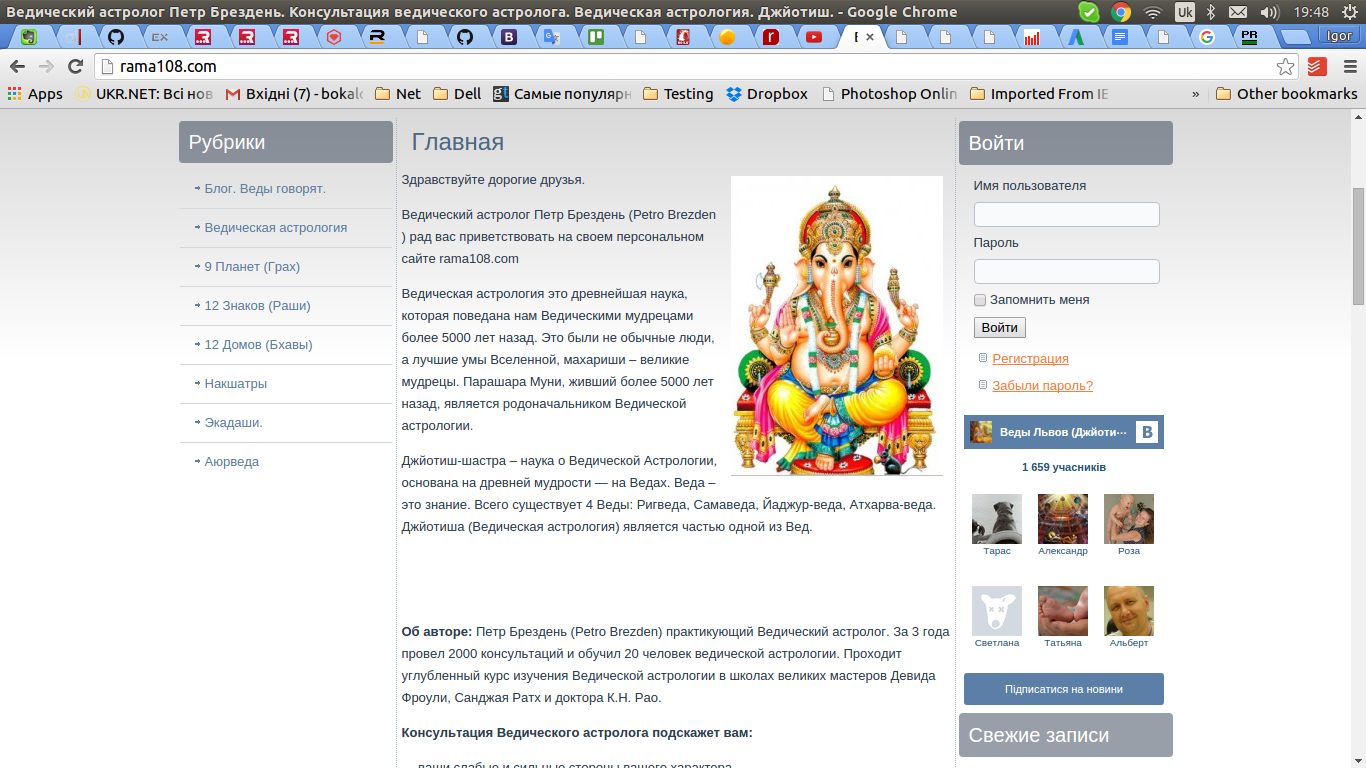 Ведический астролог Петр Брездень. Консультация ведического астролога. Ведическая астрология. Джйотиш. - Google Chrome
Uk
19:48
Igor
rama108.com
Apps
UKR.NET: Всі нов
Вхідні (7) - bokal
Net
Dell
Самые популярн
Testing
Dropbox
Photoshop Onlin
Imported From IE
»
Other bookmarks
Рубрики
Блог. Веды говорят.
Ведическая астрология
9 Планет (Грах)
12 Знаков (Раши)
12 Домов (Бхавы)
Накшатры
Экадаши.
Аюрведа
Главная
Здравствуйте дорогие друзья.
Ведический астролог Петр Брездень (Petro Brezden
) рад вас приветствовать на своем персональном
сайте rama108.com
Ведическая астрология это древнейшая наука,
которая поведана нам Ведическими мудрецами
более 5000 лет назад. Это были не обычные люди,
а лучшие умы Вселенной, махариши – великие
мудрецы. Парашара Муни, живший более 5000 лет
назад, является родоначальником Ведической
астрологии.
Джйотиш-шастра – наука о Ведической Астрологии,
основана на древней мудрости — на Ведах. Веда –
это знание. Всего существует 4 Веды: Ригведа, Самаведа, Йаджур-веда, Атхарва-веда.
Джйотиша (Ведическая астрология) является частью одной из Вед.
Об авторе: Петр Брездень (Petro Brezden) практикующий Ведический астролог. За 3 года
провел 2000 консультаций и обучил 20 человек ведической астрологии. Проходит
углубленный курс изучения Ведической астрологии в школах великих мастеров Девида
Фроули, Санджая Ратх и доктора К.Н. Рао.
Консультация Ведического астролога подскажет вам:
ваши слабые и сильные стороны вашего характера
Войти
Имя пользователя
Пароль
Запомнить меня
Войти
Регистрация
Забыли пароль?
Веды Львов (Джйоти···
1 659 учасників
Тарас Александр Роза
Светлана Татьяна Альберт
Підписатися на новини
Свежие записи